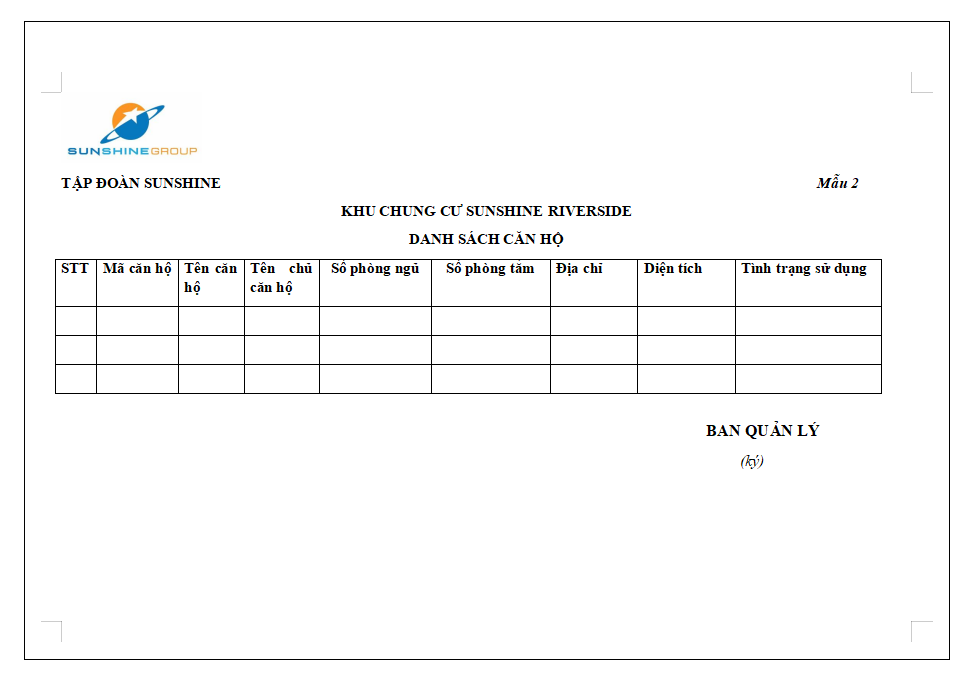 SUNSHINEGROUP
TẬP ĐOÀN SUNSHINE Mẫu 2
KHU CHUNG CƯ SUNSHINE RIVERSIDE
DANH SÁCH CĂN HỘ
STT Mã căn hộ Tên căn hộ Tên chủ căn hộ Số phòng ngủ Số phòng tắm Địa chỉ Diện tích Tình trạng sử dụng
BAN QUẢN LÝ
(ký)